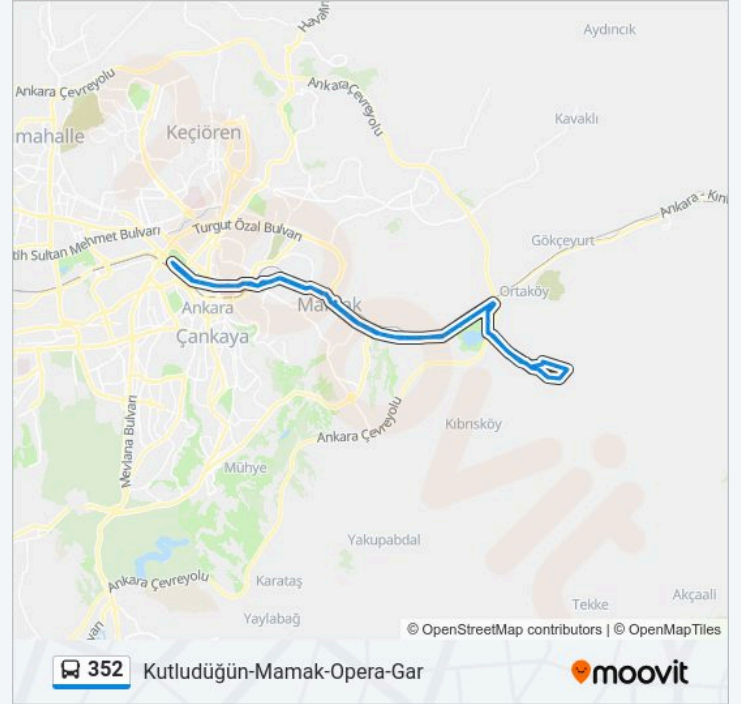 Aydıncık
Ankara Çevreyolu
Ankara Çevreyolu
Kavaklı
mahalle
Keçiören
Ankara - Kırı
Turgut Özal Bulvarı
Gökçeyurt
tih Sultan Mehmet Bulvarı
Ortaköy
Ankara
Mamak
Çankaya
Nevlana Bulvarı
Kıbrısköy
Ankara Çevreyolu
Mühye
Yakupabdal
Ankara Çevreyolu
Karataş
Akçaali
Tekke
Yaylabağ
© OpenStreetMap contributors | © OpenMapTiles
352 Kutludüğün-Mamak-Opera-Gar
moovit